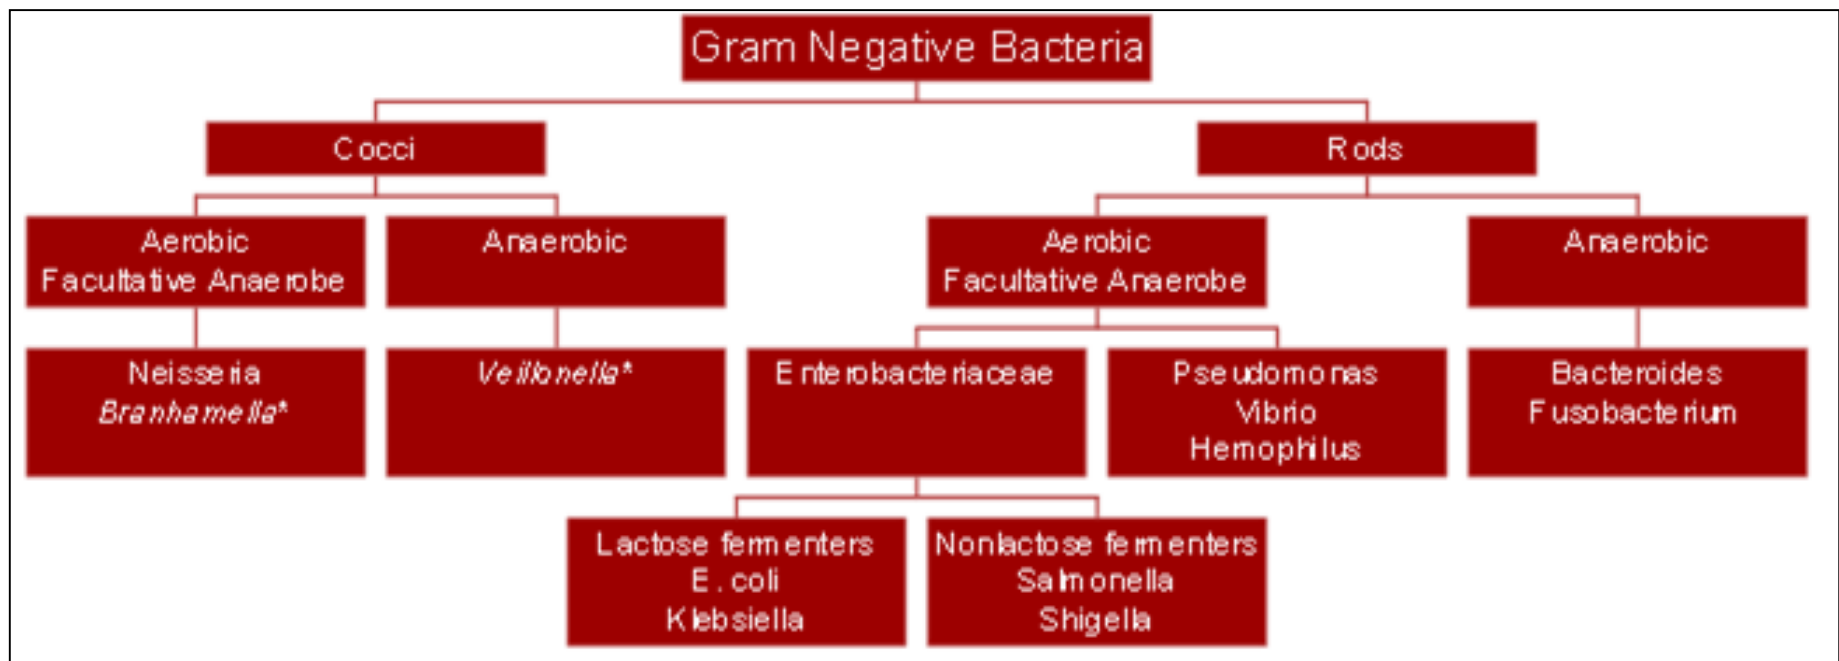 Gram Negative Bacteria
Cocci
Rods
Aerobic
Facultative Anaerobe
Anaerobic
Aerobic
Facultative Anaerobe
Anaerobic
Neisseria
Branhamella*
Veillonella*
Enterobacteriaceae
Pseudomonas
Vibrio
Hemophilus
Bacteroides
Fusobacterium
Lactose fermenters
E. coli
Klebsiella
Nonlactose fermenters
Salmonella
Shigella